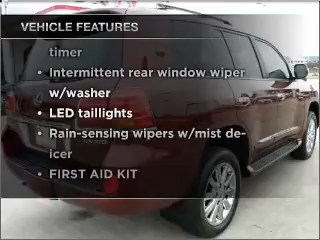 VEHICLE FEATURES
timer
• Intermittent rear window wiper
w/washer
• LED taillights
• Rain-sensing wipers w/mist de-
icer
• FIRST AID KIT